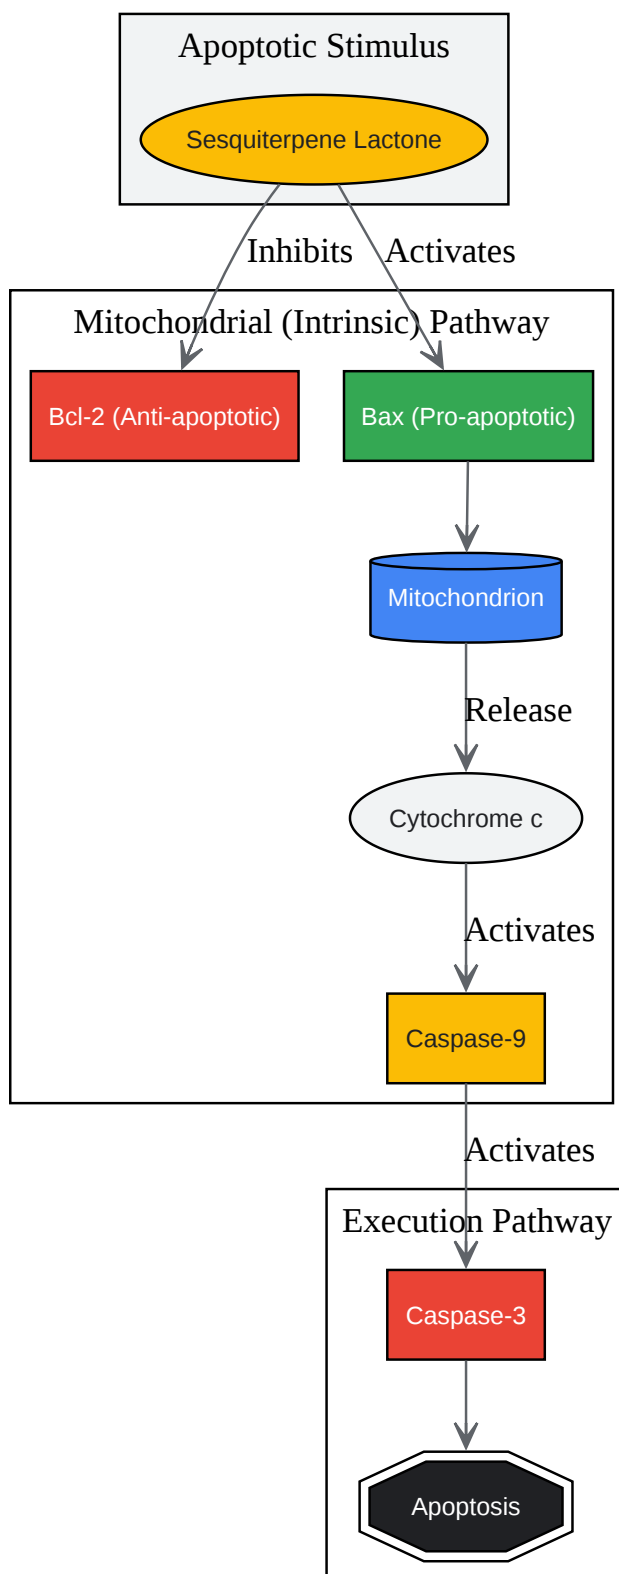 Apoptotic Stimulus
Sesquiterpene Lactone
Inhibits
Activates
Mitochondrial (Intrinsic) Pathway
Bcl-2 (Anti-apoptotic)
Bax (Pro-apoptotic)
Mitochondrion
Release
Cytochrome c
Activates
Caspase-9
Activates
Execution Pathway
Caspase-3
Apoptosis